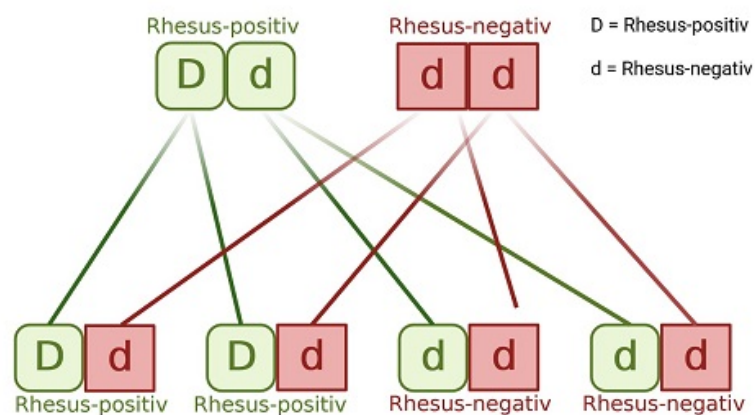 Rhesus-positiv
Rhesus-negativ
D = Rhesus-positiv
D d
d d
d = Rhesus-negativ
D d
D d
d d
d d
Rhesus-positiv
Rhesus-positiv
Rhesus-negativ
Rhesus-negativ